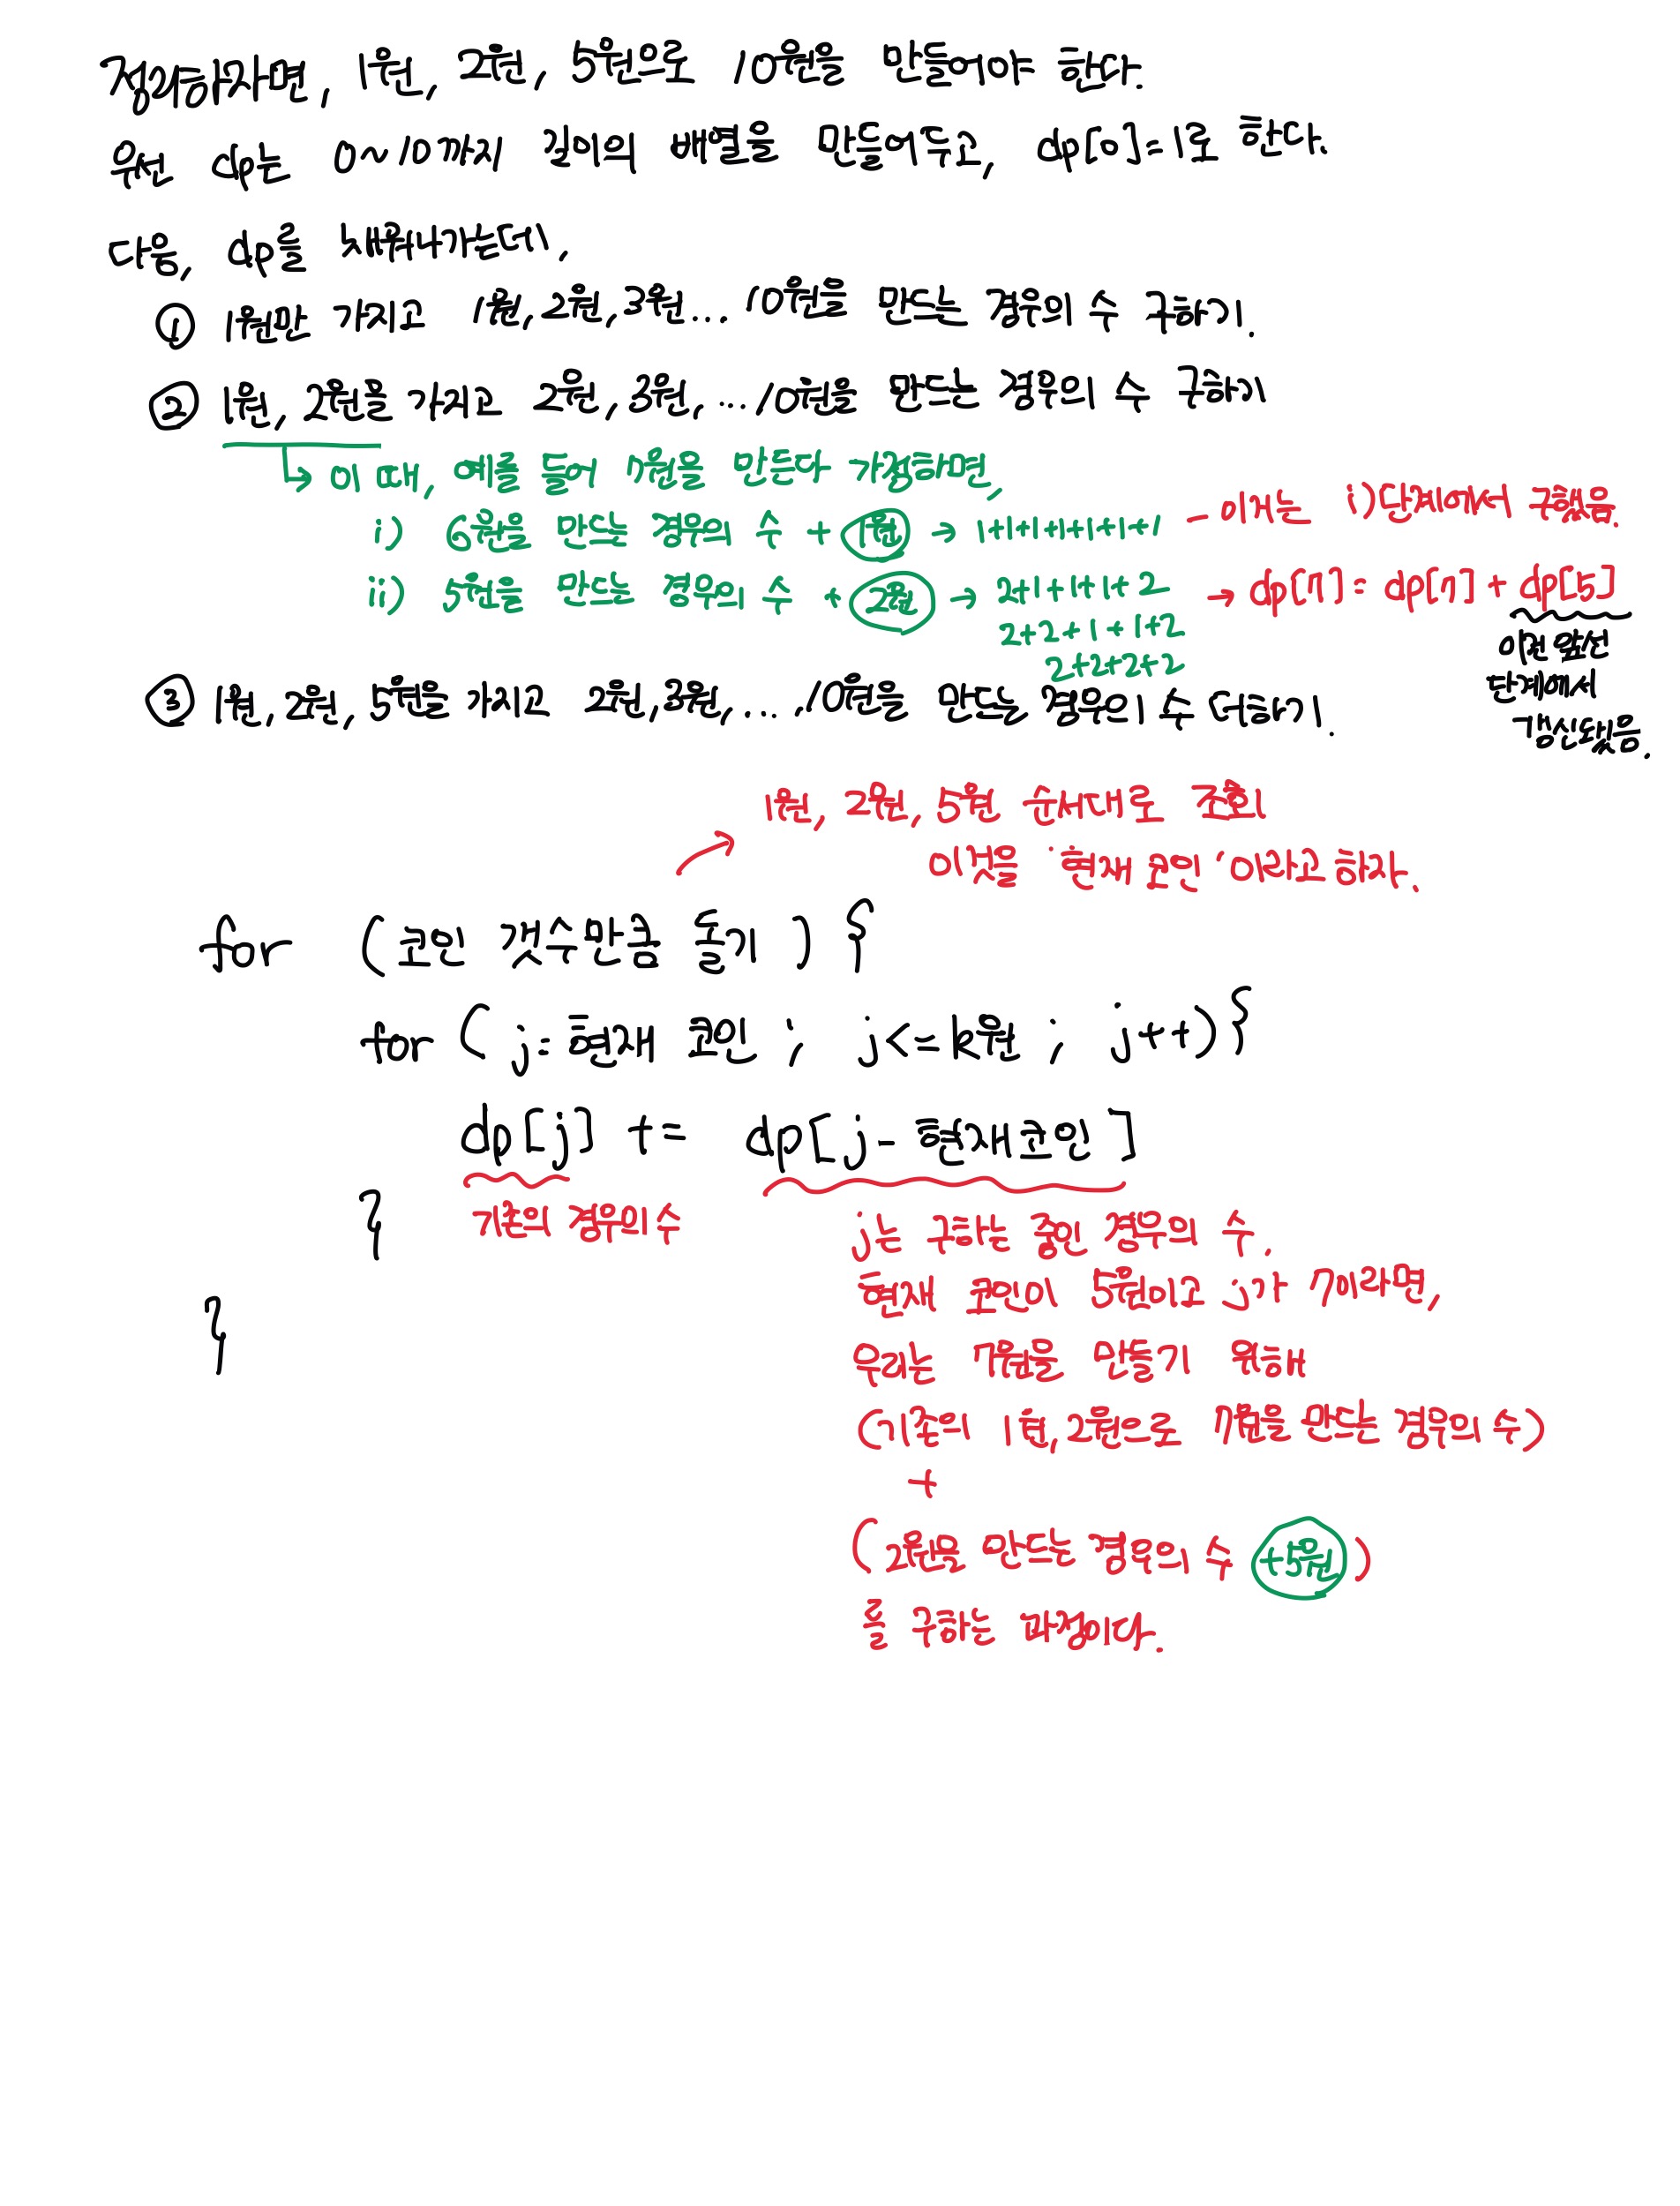 정리하자면, 1원, 2원, 5원으로 10원을 만들어야 한다.
우선 dp는 0~10까지 길이의 배열을 만들어두고, dp[0]=1로 한다.
다음, dp를 채워나가는데,
① 1원만 가지고 1원, 2원, 3원... 10원을 만드는 경우의 수 구하기.
② 1원, 2원을 가지고 2원, 3원, ... 10원을 만드는 경우의 수 구하기
↳ 이 때, 예를 들어 7원을 만든다 가정하면,
i) 6원을 만드는 경우의 수 + 1원 → 1+1+1+1+1+1+1 - 이거는 i)단계에서 구했음.
ii) 5원을 만드는 경우의 수 + 2원 → 2+1+1+1+2 → dp[7] = dp[7] + dp[5]
2+2+1+1+2
2+2+2+2
이건 앞선
단계에서
갱신됐음.
③ 1원, 2원, 5원을 가지고 2원, 3원, ... , 10원을 만드는 경우의 수 더하기.
1원, 2원, 5원 순서대로 조회
이것을 '현재 코인'이라고 하자.
for (코인 갯수만큼 돌기) {
for (j=현재 코인 ; j<=k원 ; j++) {
dp[j] += dp[j-현재코인]
기존의 경우의 수
}
j는 구하는 중인 경우의 수.
현재 코인이 5원이고 j가 7이라면,
}
우리는 7원을 만들기 위해
(기존의 1원, 2원으로 7원을 만드는 경우의 수)
+
(2원을 만드는 경우의 수 +5원)
를 구하는 과정이다.